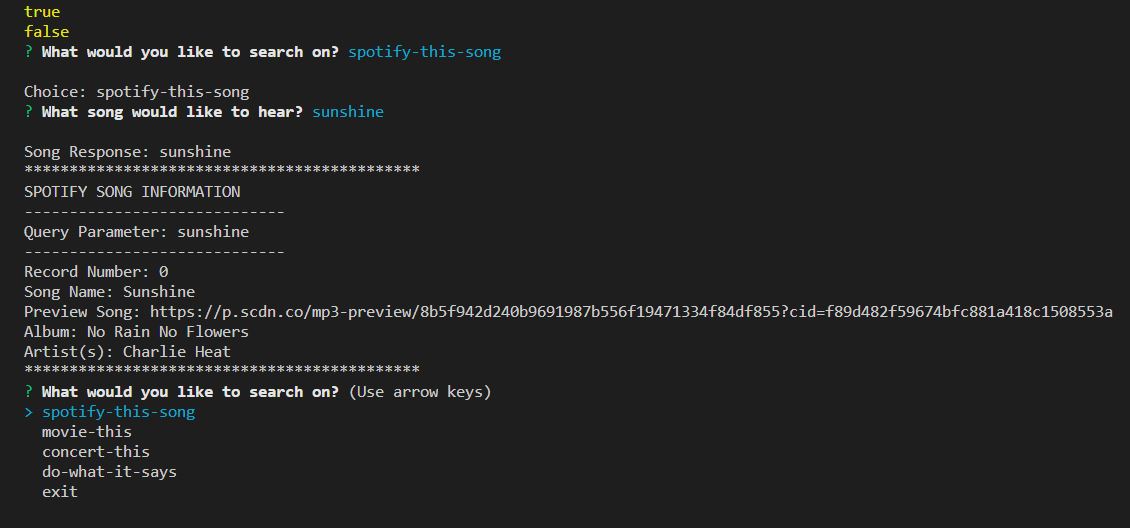 true
false
? What would you like to search on? spotify-this-song
Choice: spotify-this-song
? What song would like to hear? sunshine
Song Response: sunshine
********************************************
SPOTIFY SONG INFORMATION
-----------------------------
Query Parameter: sunshine
-----------------------------
Record Number: 0
Song Name: Sunshine
Preview Song: https://p.scdn.co/mp3-preview/8b5f942d240b9691987b556f19471334f84df855?cid=f89d482f59674bfc881a418c1508553a
Album: No Rain No Flowers
Artist(s): Charlie Heat
********************************************
? What would you like to search on? (Use arrow keys)
> spotify-this-song
movie-this
concert-this
do-what-it-says
exit